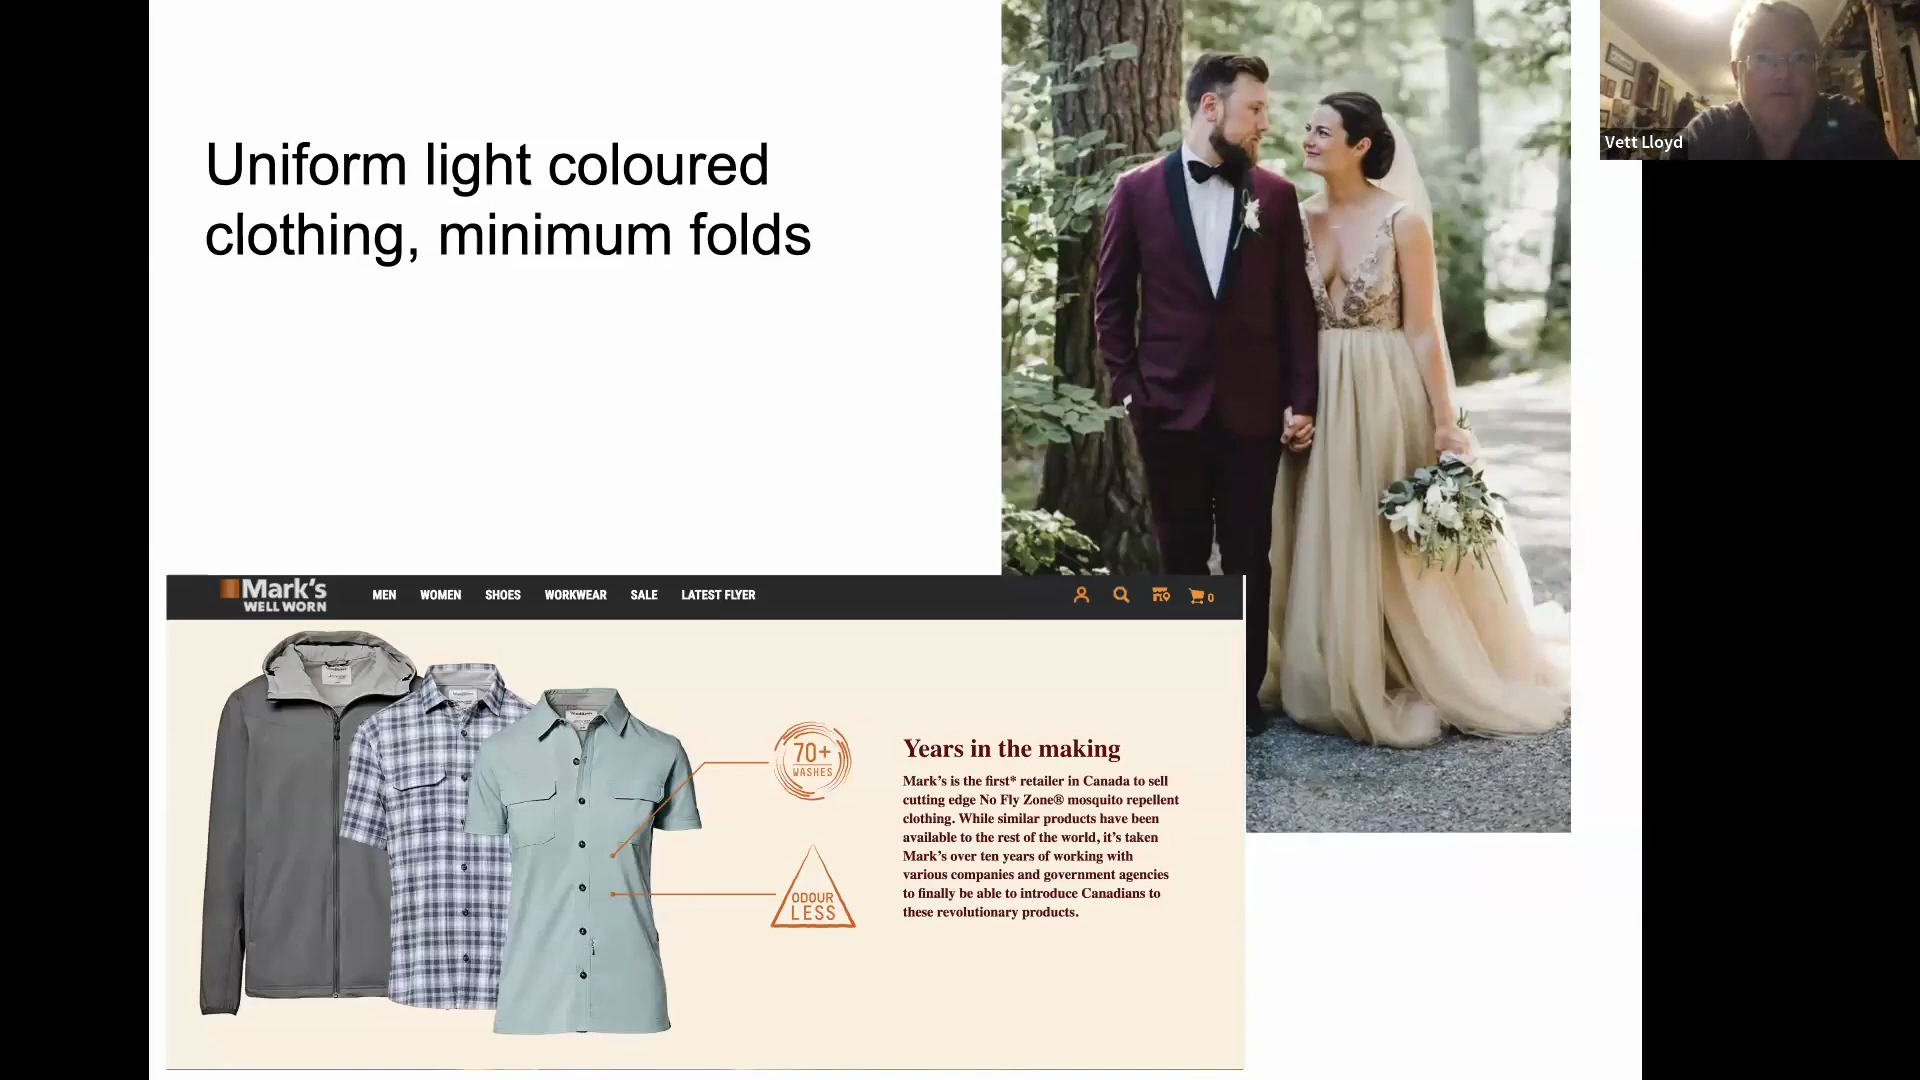 Uniform light coloured
clothing, minimum folds
Vett Lloyd
Mark's
WELL WORN
MEN WOMEN SHOES WORKWEAR SALE LATEST FLYER
0
70+
WASHES
ODOUR
LESS
Years in the making
Mark's is the first* retailer in Canada to sell
cutting edge No Fly Zone® mosquito repellent
clothing. While similar products have been
available to the rest of the world, it's taken
Mark's over ten years of working with
various companies and government agencies
to finally be able to introduce Canadians to
these revolutionary products.